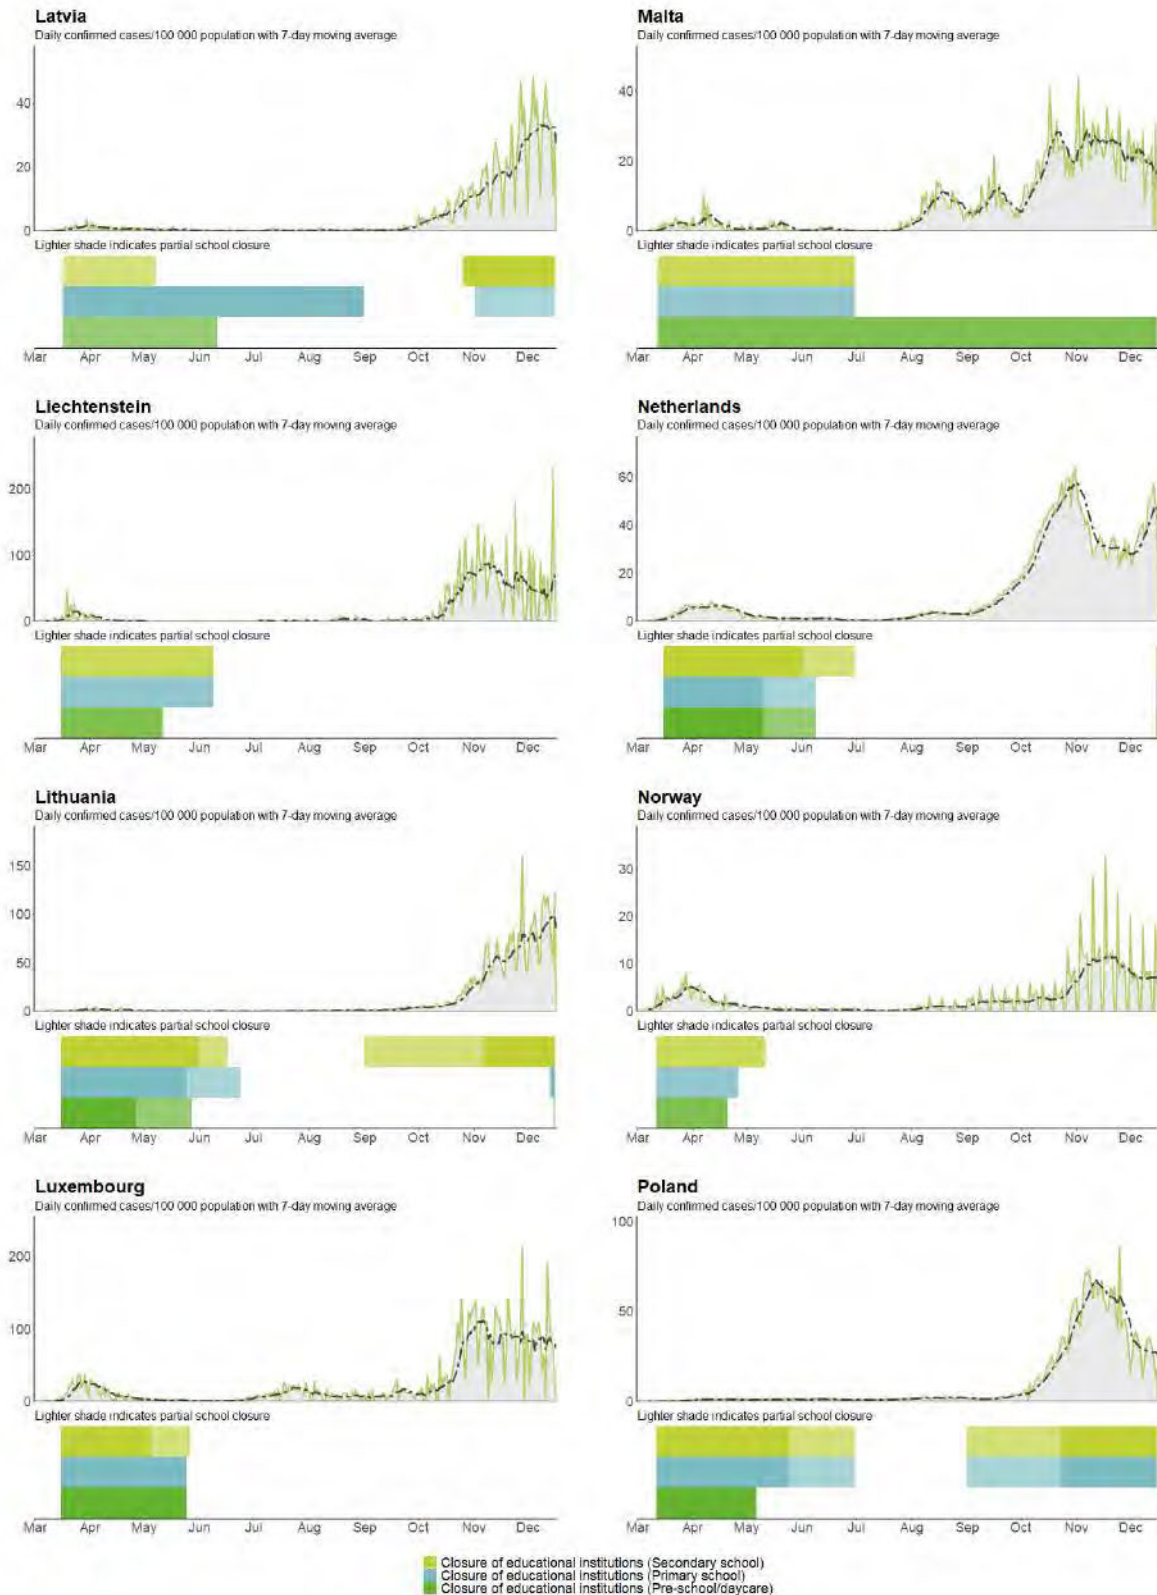 Latvia
Daily confirmed cases/100 000 population with 7-day moving average
40
20
0
Lighter shade indicates partial school closure
Mar Apr May Jun Jul Aug Sep Oct Nov Dec
Malta
Daily confirmed cases/100 000 population with 7-day moving average
40
20
0
Lighter shade indicates partial school closure
Mar Apr May Jun Jul Aug Sep Oct Nov Dec
Liechtenstein
Daily confirmed cases/100 000 population with 7-day moving average
200
100
0
Lighter shade indicates partial school closure
Mar Apr May Jun Jul Aug Sep Oct Nov Dec
Netherlands
Daily confirmed cases/100 000 population with 7-day moving average
60
40
20
0
Lighter shade indicates partial school closure
Mar Apr May Jun Jul Aug Sep Oct Nov Dec
Lithuania
Daily confirmed cases/100 000 population with 7-day moving average
150
100
50
0
Lighter shade indicates partial school closure
Mar Apr May Jun Jul Aug Sep Oct Nov Dec
Norway
Daily confirmed cases/100 000 population with 7-day moving average
30
20
10
0
Lighter shade indicates partial school closure
Mar Apr May Jun Jul Aug Sep Oct Nov Dec
Luxembourg
Daily confirmed cases/100 000 population with 7-day moving average
200
100
0
Lighter shade indicates partial school closure
Mar Apr May Jun Jul Aug Sep Oct Nov Dec
Poland
Daily confirmed cases/100 000 population with 7-day moving average
100
50
0
Lighter shade indicates partial school closure
Mar Apr May Jun Jul Aug Sep Oct Nov Dec
Closure of educational institutions (Secondary school)
Closure of educational institutions (Primary school)
Closure of educational institutions (Pre-school/daycare)